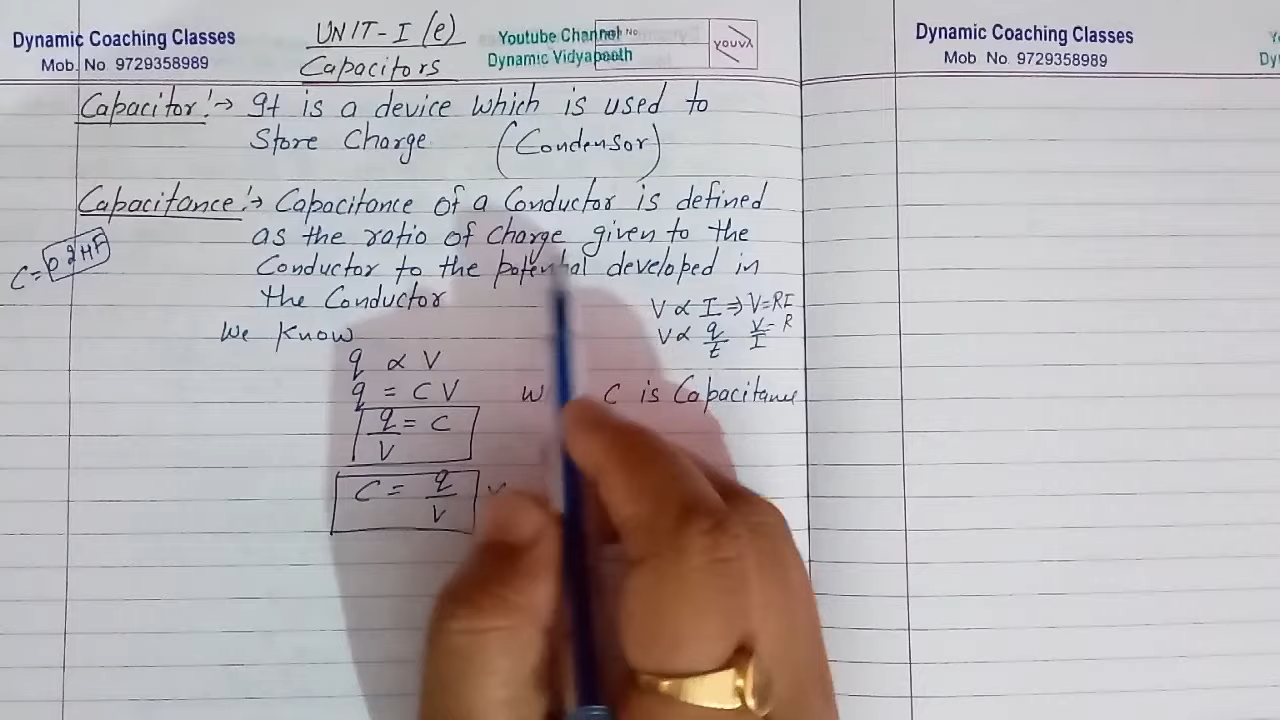 Dynamic Coaching Classes
Mob. No. 9729358989
UNIT-I (e)
Capacitors
Youtube Channel
Dynamic Vidyapeeth
No.
YOUVA
Dynamic Coaching Classes
Mob No. 9729358989
Capacitor :→ It is a device which is used to
Store Charge (Condensor)
Capacitance :→ Capacitance of a Conductor is defined
as the ratio of Charge given to the
Conductor to the potential developed in
the Conductor
We Know
V ∝ I ⇒ V=RI
V ∝ q/t V/I = R
q ∝ V
q = C V C is Capacitance
q/V = C
C = q/V